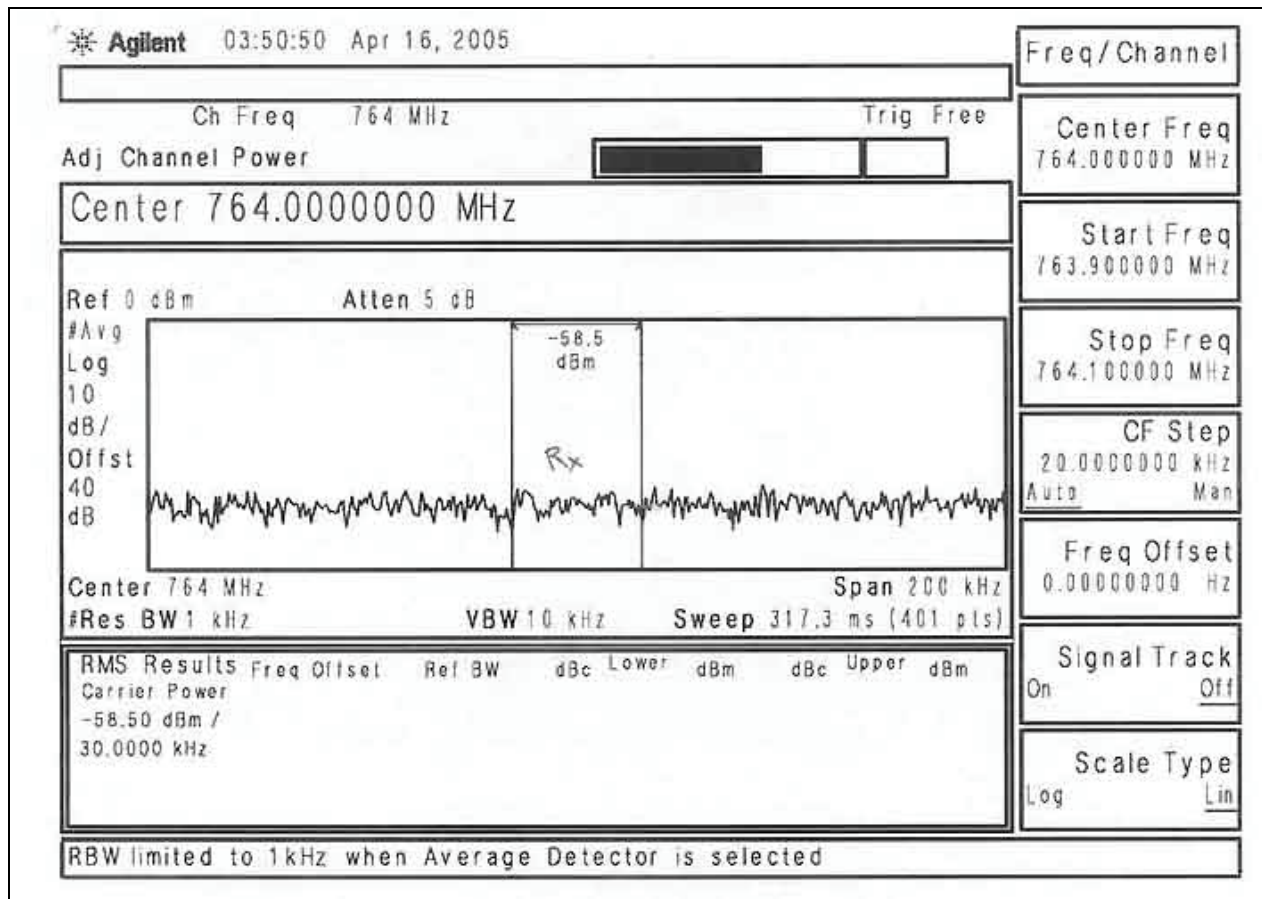 Agilent 03:50:50 Apr 16, 2005
Ch Freq 764 MHz Trig Free
Adj Channel Power
Center 764.0000000 MHz
Ref 0 dBm Atten 5 dB
#Avg
Log
10
dB/
Offst
40
dB
-58.5
dBm
Rx
Center 764 MHz Span 200 kHz
#Res BW 1 kHz VBW 10 kHz Sweep 317.3 ms (401 pts)
RMS Results Freq Offset Ref BW dBc Lower dBm dBc Upper dBm
Carrier Power
-58.50 dBm /
30.0000 kHz
RBW limited to 1kHz when Average Detector is selected
Freq/Channel
Center Freq
764.000000 MHz
Start Freq
763.900000 MHz
Stop Freq
764.100000 MHz
CF Step
20.0000000 kHz
Auto Man
Freq Offset
0.00000000 Hz
Signal Track
On Off
Scale Type
Log Lin